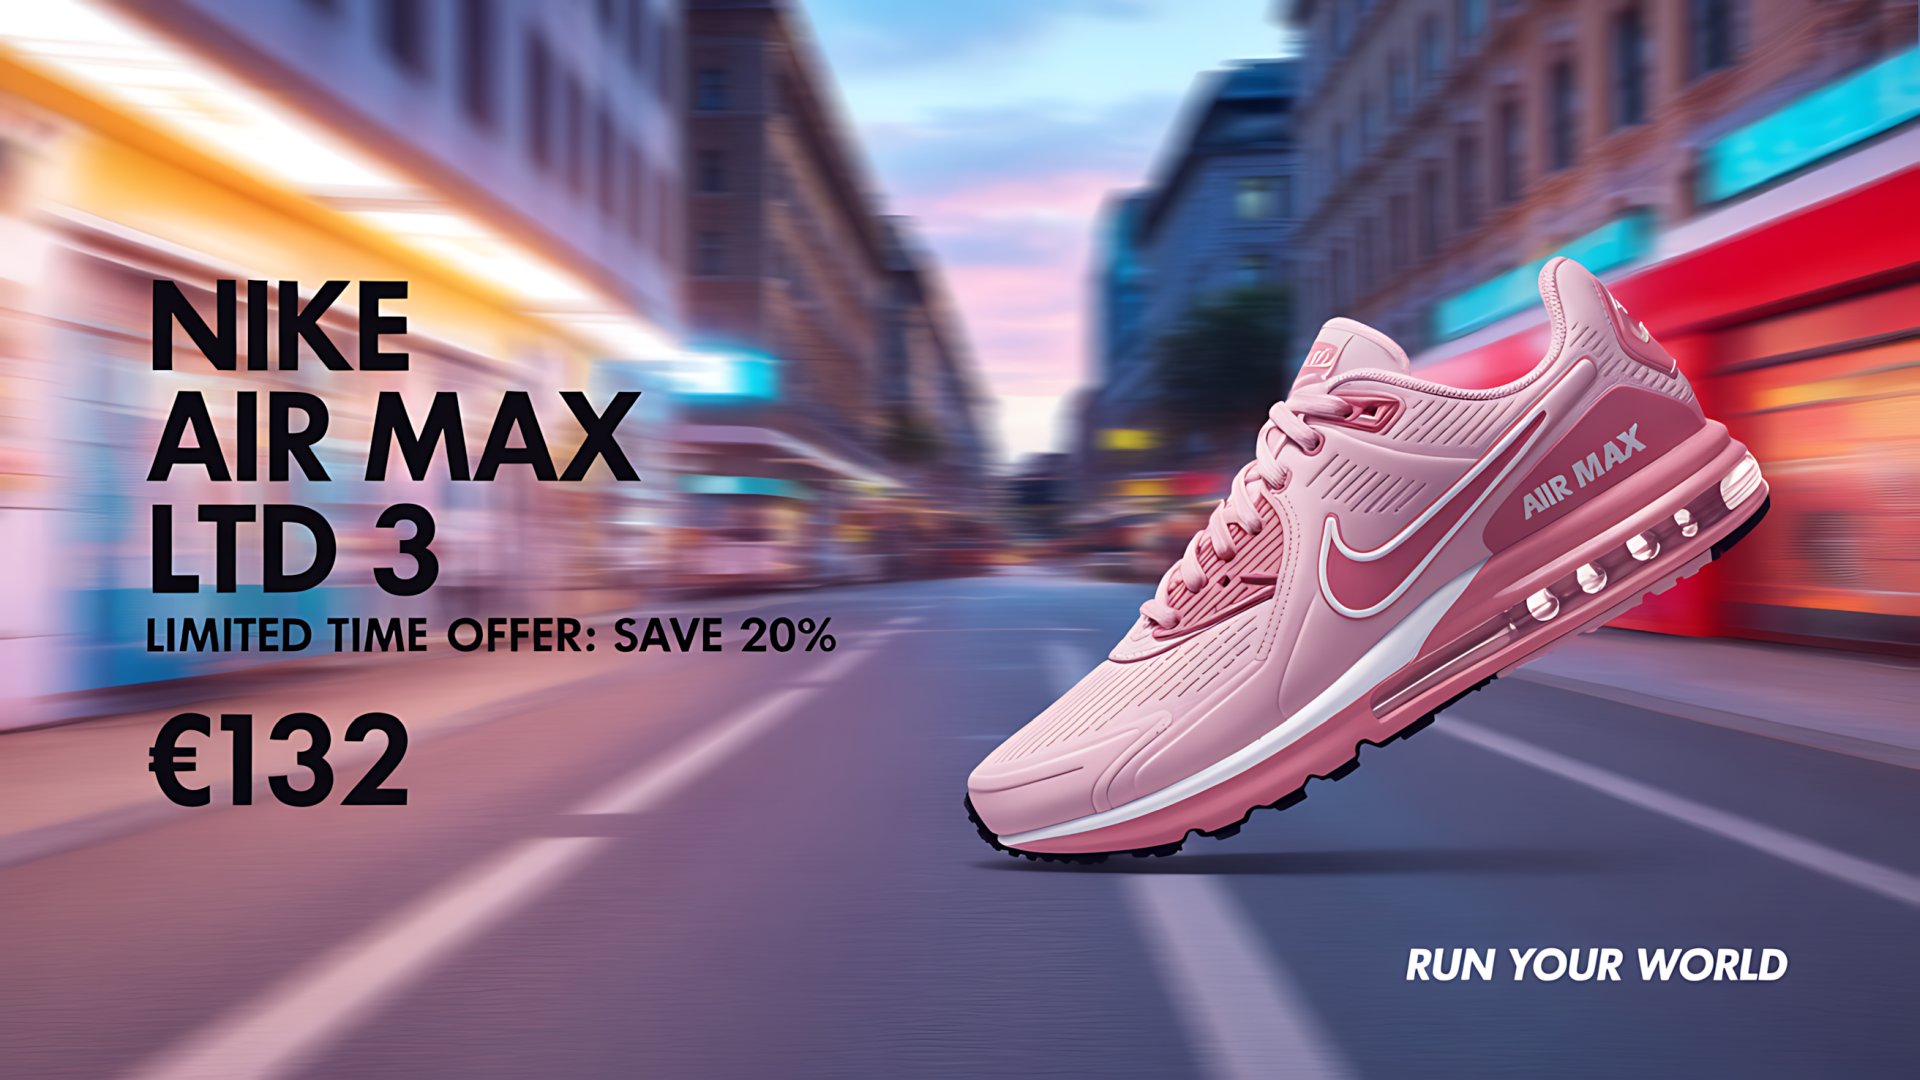 NIKE
AIR MAX
LTD 3
LIMITED TIME OFFER: SAVE 20%
€132
AIIR MAX
RUN YOUR WORLD